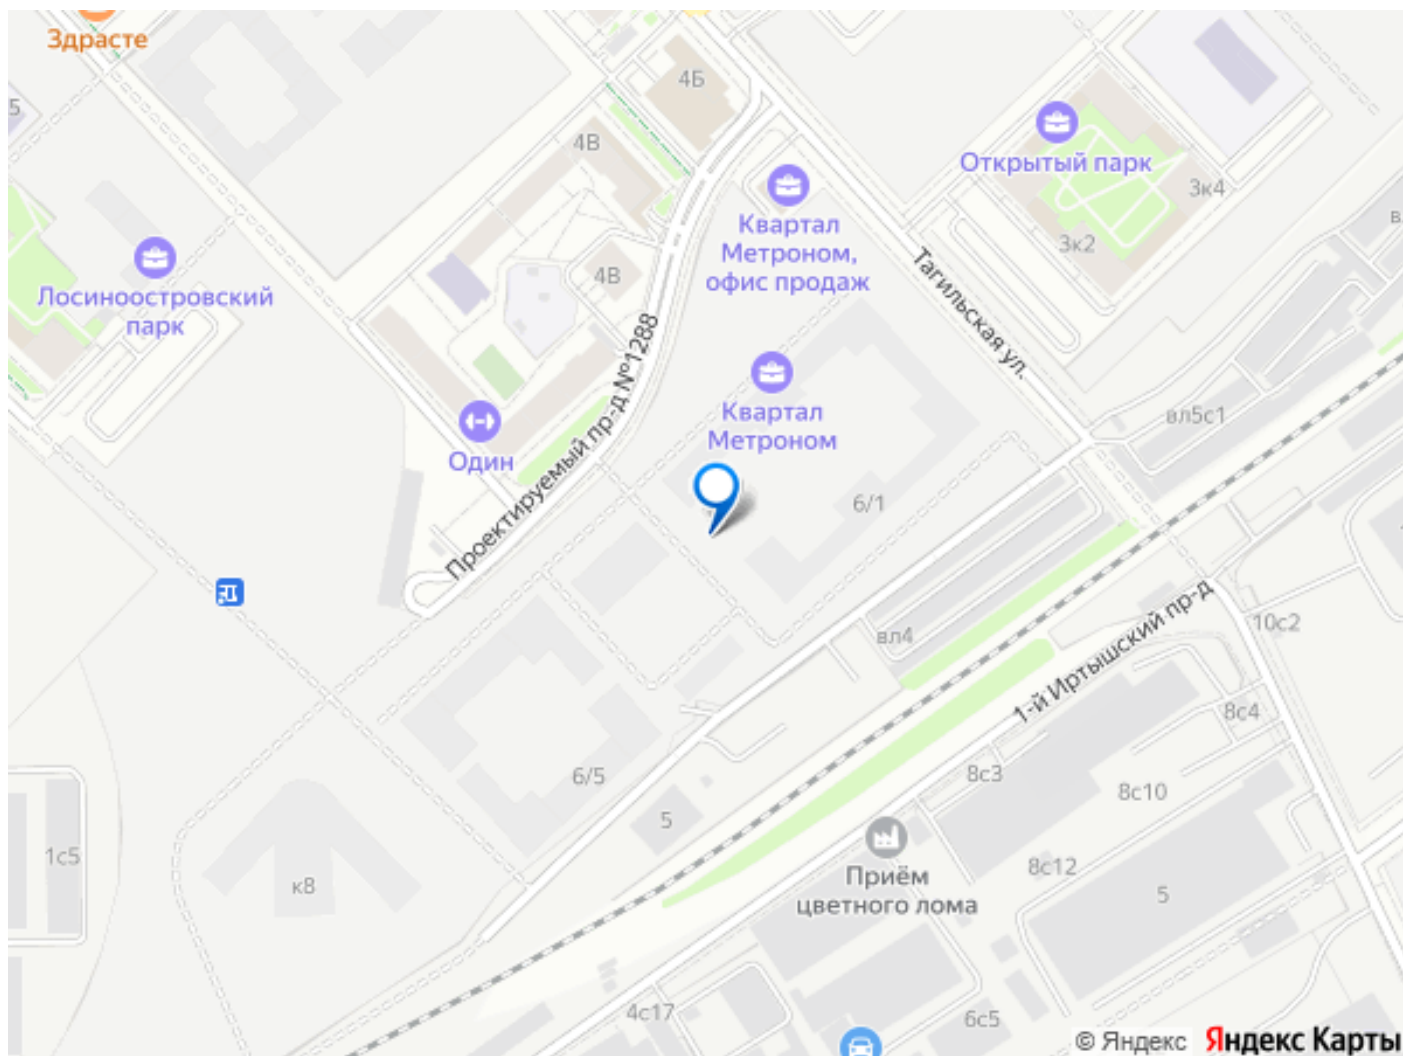 Здрасте
4Б
5
4В
Открытый парк
3к4
Квартал
Метроном,
офис продаж
3к2
4В
Лосиноостровский
парк
Тагильская ул.
Проектируемый пр-д №1288
Квартал
Метроном
вл5с1
Один
6/1
вл4
10с2
1-й Иртышский пр-д
8с4
6/5
8с3
8с10
5
1с5
к8
Приём
цветного лома
8с12
5
4с17
6с5
© Яндекс Яндекс Карты